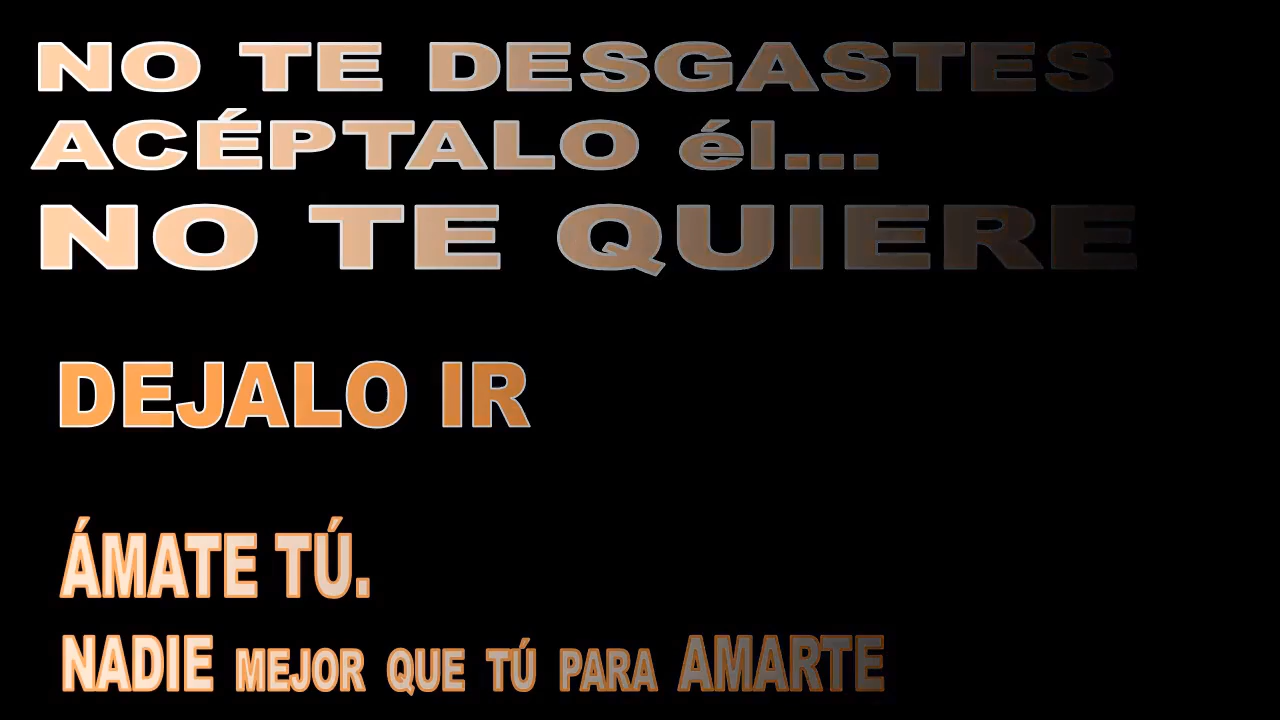 NO TE DESGASTES
ACÉPTALO él...
NO TE QUIERE
DEJALO IR
ÁMATE TÚ.
NADIE MEJOR QUE TÚ PARA AMARTE